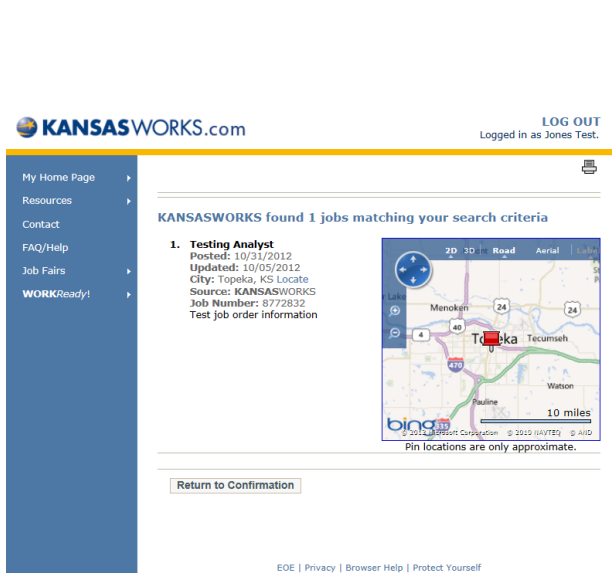 KANSASWORKS.com
LOG OUT
Logged in as Jones Test.
My Home Page
Resources
Contact
FAQ/Help
Job Fairs
WORKReady!
KANSASWORKS found 1 jobs matching your search criteria
1. Testing Analyst
Posted: 10/31/2012
Updated: 10/05/2012
City: Topeka, KS Locate
Source: KANSASWORKS
Job Number: 8772832
Test job order information
2D 3D Road Aerial
Menoken
24
24
40
4
Tecumseh
470
Watson
Pauline
335
10 miles
bing
© 2012 Microsoft Corporation © 2010 NAVTEQ © AND
Pin locations are only approximate.
Return to Confirmation
EOE | Privacy | Browser Help | Protect Yourself